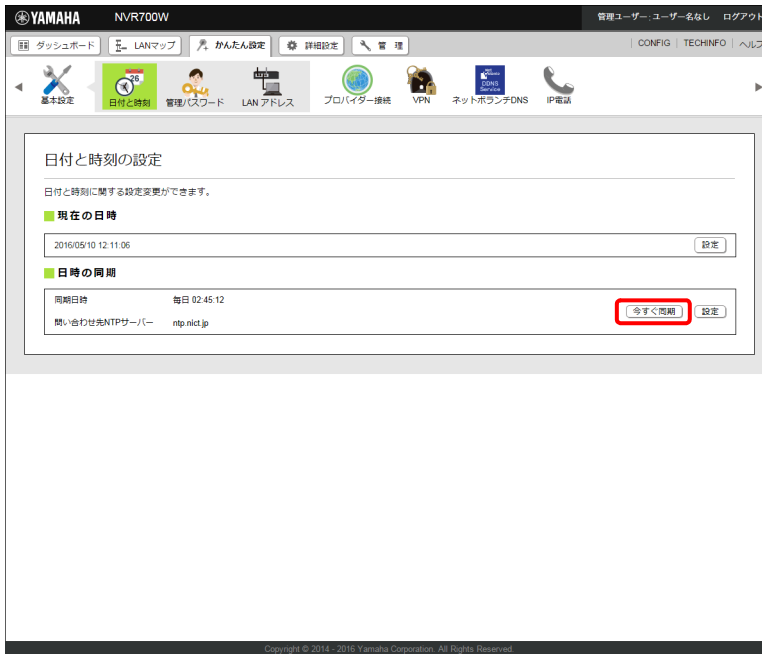 YAMAHA NVR700W 管理ユーザー:ユーザー名なし ログアウト
ダッシュボード LANマップ かんたん設定 詳細設定 管 理 CONFIG TECHINFO ヘルプ
基本設定 日付と時刻 管理パスワード LAN アドレス プロバイダー接続 VPN ネットボランチDNS IP電話
26
DDNS
Service
日付と時刻の設定
日付と時刻に関する設定変更ができます。
現在の日時
2016/05/10 12:11:06 設定
日時の同期
同期日時 毎日 02:45:12
今すぐ同期 設定
問い合わせ先NTPサーバー ntp.nict.jp
Copyright © 2014 - 2016 Yamaha Corporation. All Rights Reserved.